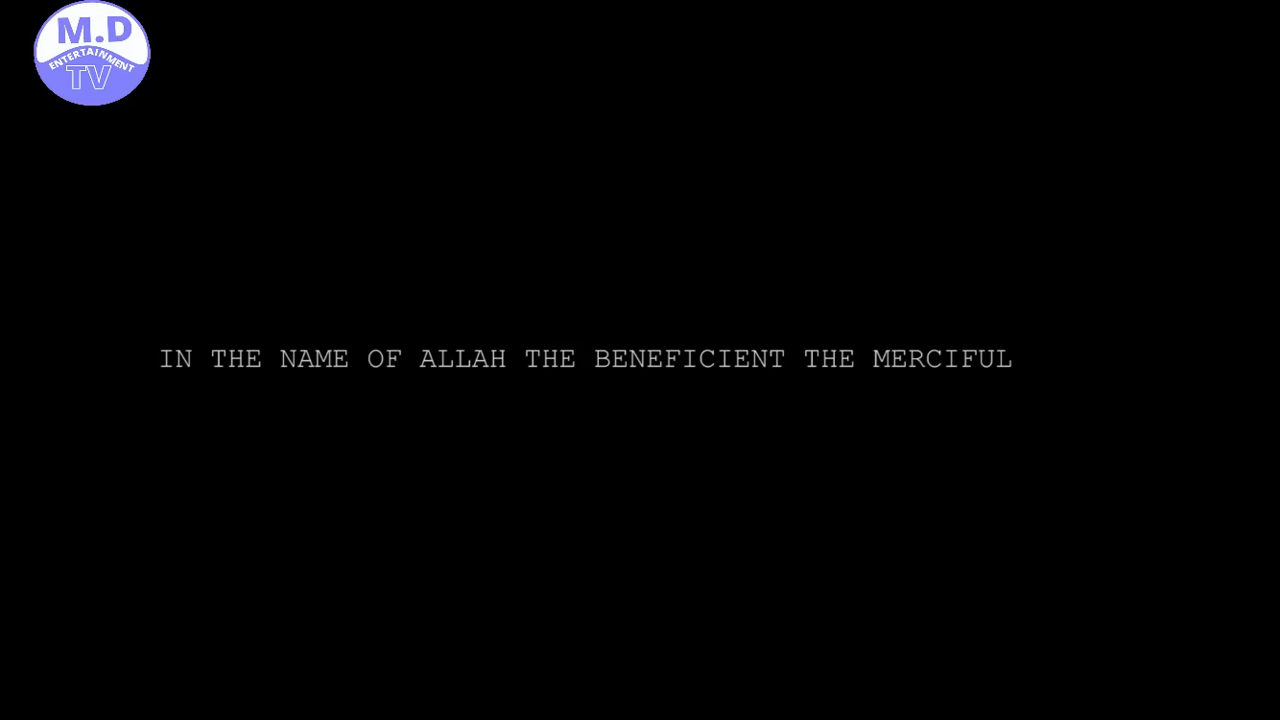 M.D
ENTERTAINMENT
TV
IN THE NAME OF ALLAH THE BENEFICIENT THE MERCIFUL